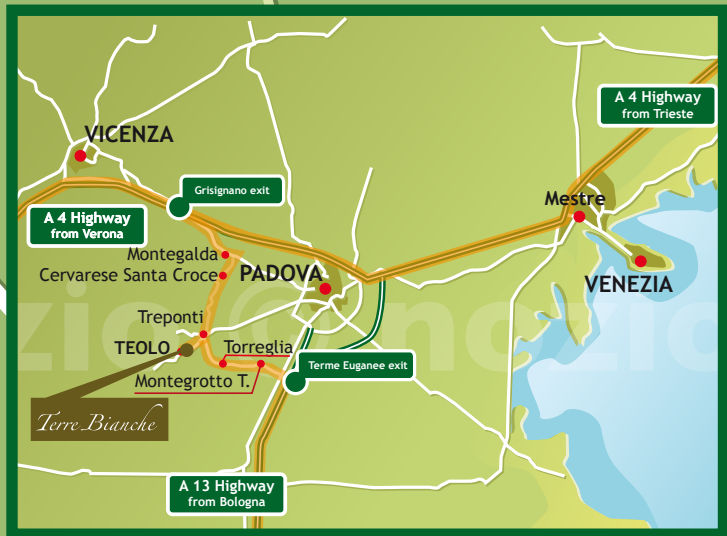 A 4 Highway
from Trieste
VICENZA
Grisignano exit
Mestre
A 4 Highway
from Verona
Montegalda
Cervarese Santa Croce
PADOVA
VENEZIA
Treponti
TEOLO
Torreglia
Terme Euganee exit
Montegrotto T.
Terre Bianche
A 13 Highway
from Bologna